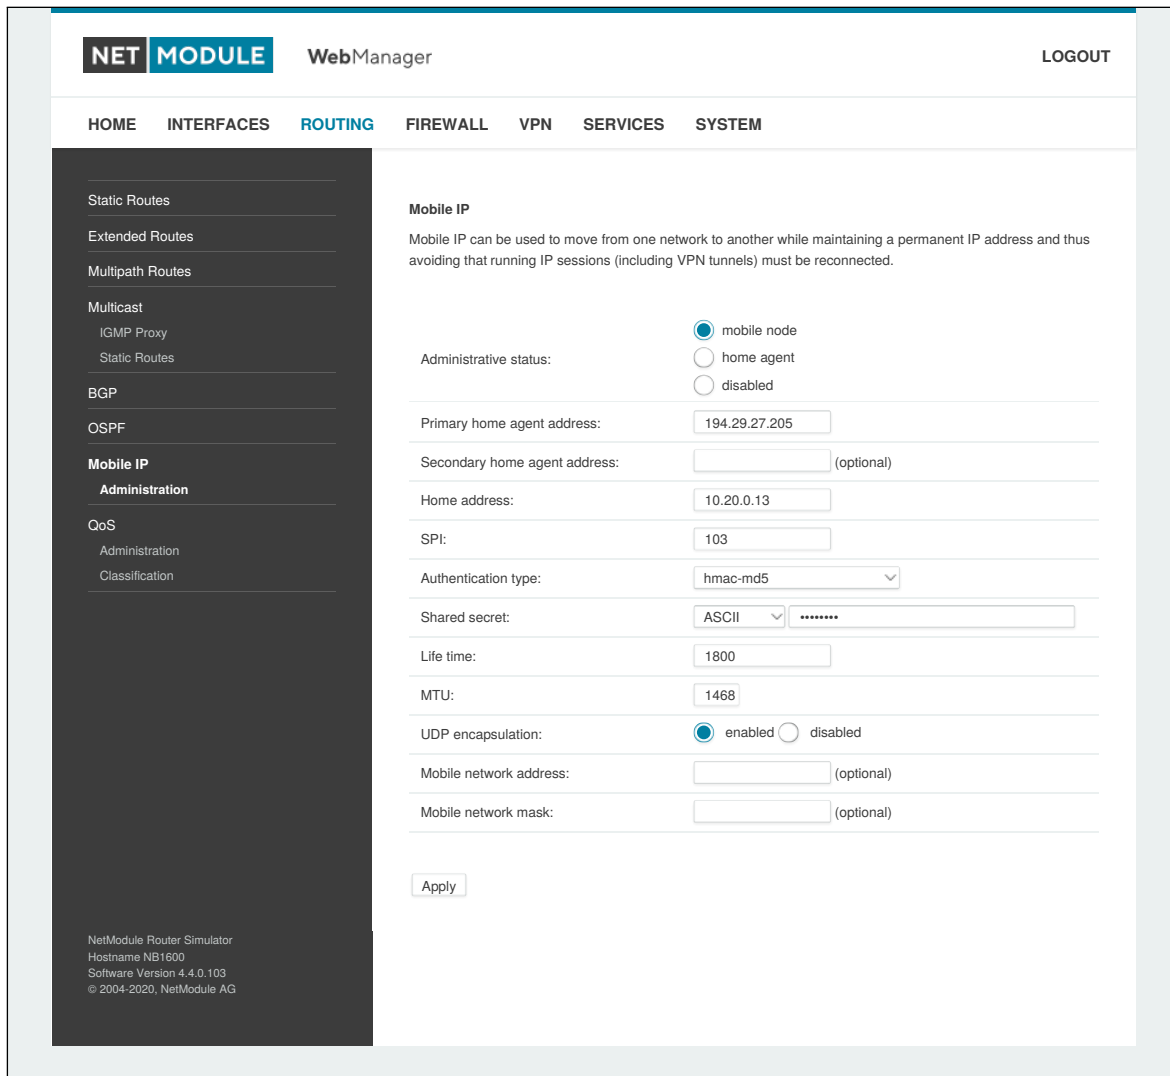 NET MODULE WebManager LOGOUT
HOME INTERFACES ROUTING FIREWALL VPN SERVICES SYSTEM
Static Routes
Extended Routes
Multipath Routes
Multicast
IGMP Proxy
Static Routes
BGP
OSPF
Mobile IP
Administration
QoS
Administration
Classification
NetModule Router Simulator
Hostname NB1600
Software Version 4.4.0.103
© 2004-2020, NetModule AG
Mobile IP
Mobile IP can be used to move from one network to another while maintaining a permanent IP address and thus
avoiding that running IP sessions (including VPN tunnels) must be reconnected.
Administrative status:
mobile node
home agent
disabled
Primary home agent address: 194.29.27.205
Secondary home agent address: (optional)
Home address: 10.20.0.13
SPI: 103
Authentication type: hmac-md5
Shared secret: ASCII ••••••••
Life time: 1800
MTU: 1468
UDP encapsulation: enabled disabled
Mobile network address: (optional)
Mobile network mask: (optional)
Apply